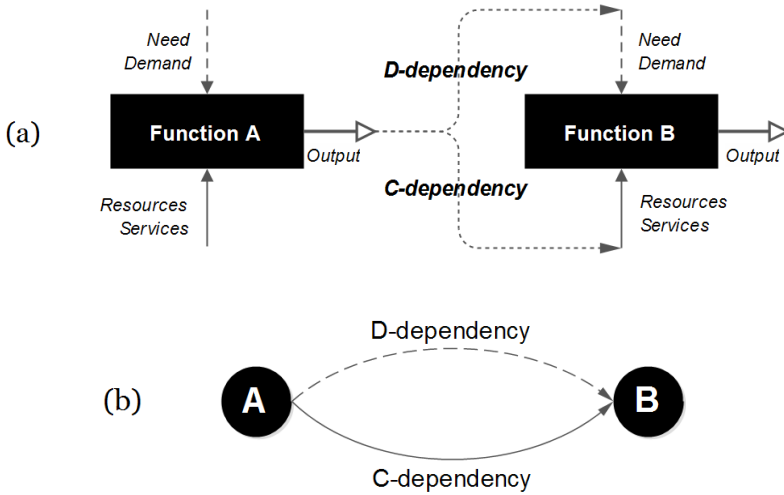 Need
Demand
D-dependency
Need
Demand
(a)
Function A
Output
Function B
Output
C-dependency
Resources
Services
Resources
Services
D-dependency
(b)
A
B
C-dependency